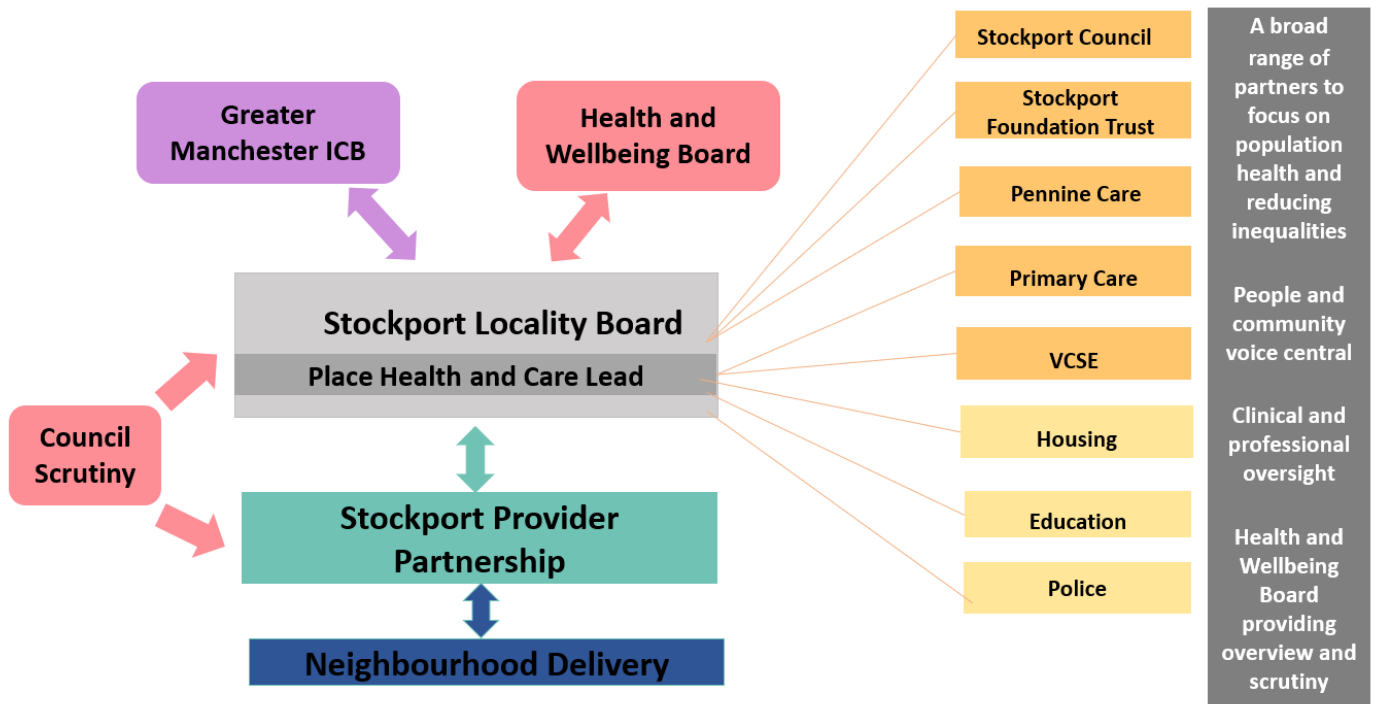 Greater
Manchester ICB
Health and
Wellbeing Board
Stockport Locality Board
Place Health and Care Lead
Council
Scrutiny
Stockport Provider
Partnership
Neighbourhood Delivery
Stockport Council
Stockport
Foundation Trust
Pennine Care
Primary Care
VCSE
Housing
Education
Police
A broad
range of
partners to
focus on
population
health and
reducing
inequalities
People and
community
voice central
Clinical and
professional
oversight
Health and
Wellbeing
Board
providing
overview and
scrutiny